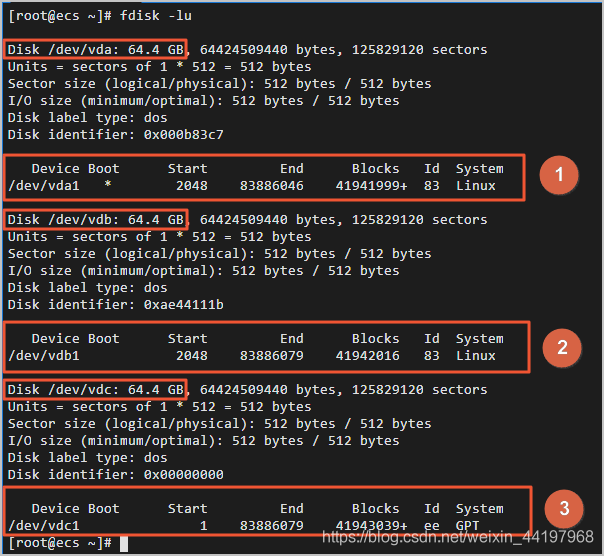 [root@ecs ~]# fdisk -lu
Disk /dev/vda: 64.4 GB, 64424509440 bytes, 125829120 sectors
Units = sectors of 1 * 512 = 512 bytes
Sector size (logical/physical): 512 bytes / 512 bytes
I/O size (minimum/optimal): 512 bytes / 512 bytes
Disk label type: dos
Disk identifier: 0x000b83c7
Device Boot Start End Blocks Id System
/dev/vda1 * 2048 83886046 41941999+ 83 Linux
1
Disk /dev/vdb: 64.4 GB, 64424509440 bytes, 125829120 sectors
Units = sectors of 1 * 512 = 512 bytes
Sector size (logical/physical): 512 bytes / 512 bytes
I/O size (minimum/optimal): 512 bytes / 512 bytes
Disk label type: dos
Disk identifier: 0xae44111b
Device Boot Start End Blocks Id System
/dev/vdb1 2048 83886079 41942016 83 Linux
2
Disk /dev/vdc: 64.4 GB, 64424509440 bytes, 125829120 sectors
Units = sectors of 1 * 512 = 512 bytes
Sector size (logical/physical): 512 bytes / 512 bytes
I/O size (minimum/optimal): 512 bytes / 512 bytes
Disk label type: dos
Disk identifier: 0x00000000
Device Boot Start End Blocks Id System
/dev/vdc1 1 83886079 41943039+ ee GPT
3
[root@ecs ~]#
https://blog.csdn.net/weixin_44197968